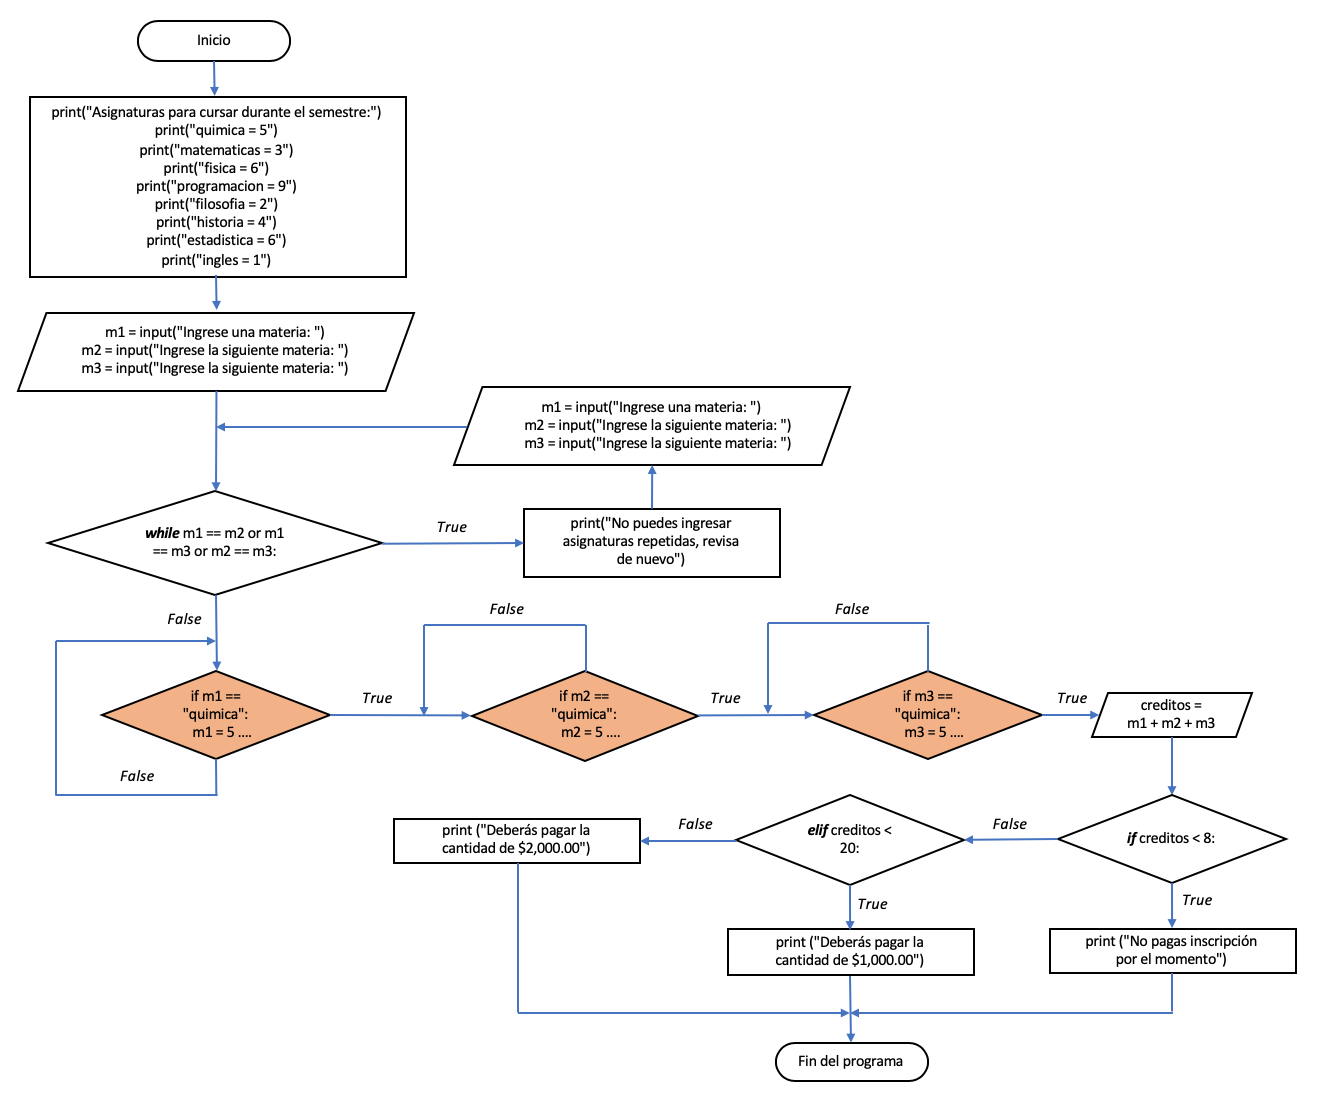 Inicio
print("Asignaturas para cursar durante el semestre:")
print("quimica = 5")
print("matematicas = 3")
print("fisica = 6")
print("programacion = 9")
print("filosofia = 2")
print("historia = 4")
print("estadistica = 6")
print("ingles = 1")
m1 = input("Ingrese una materia: ")
m2 = input("Ingrese la siguiente materia: ")
m3 = input("Ingrese la siguiente materia: ")
m1 = input("Ingrese una materia: ")
m2 = input("Ingrese la siguiente materia: ")
m3 = input("Ingrese la siguiente materia: ")
while m1 == m2 or m1
== m3 or m2 == m3:
True
print("No puedes ingresar
asignaturas repetidas, revisa
de nuevo")
False
False
False
if m1 ==
"quimica":
m1 = 5 ....
True
if m2 ==
"quimica":
m2 = 5 ....
True
if m3 ==
"quimica":
m3 = 5 ....
True
creditos =
m1 + m2 + m3
False
print ("Deberás pagar la
cantidad de $2,000.00")
False
elif creditos <
20:
False
if creditos < 8:
True
True
print ("Deberás pagar la
cantidad de $1,000.00")
print ("No pagas inscripción
por el momento")
Fin del programa